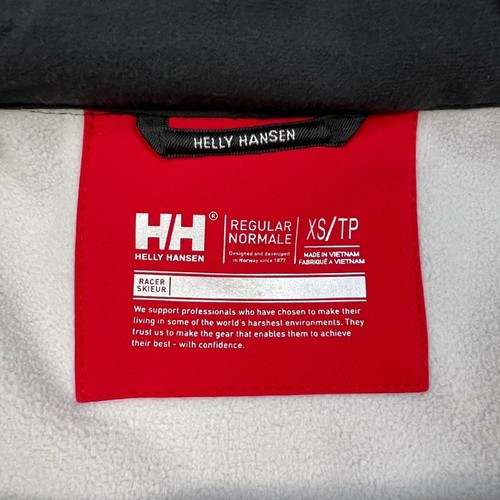 HELLY HANSEN
HH®
HELLY HANSEN
REGULAR
NORMALE
Designed and developed
in Norway since 1877
XS/TP
MADE IN VIETNAM
FABRIQUÉ A VIETNAM
RACER
SKIEUR
We support professionals who have chosen to make their
living in some of the world's harshest environments. They
trust us to make the gear that enables them to achieve
their best - with confidence.